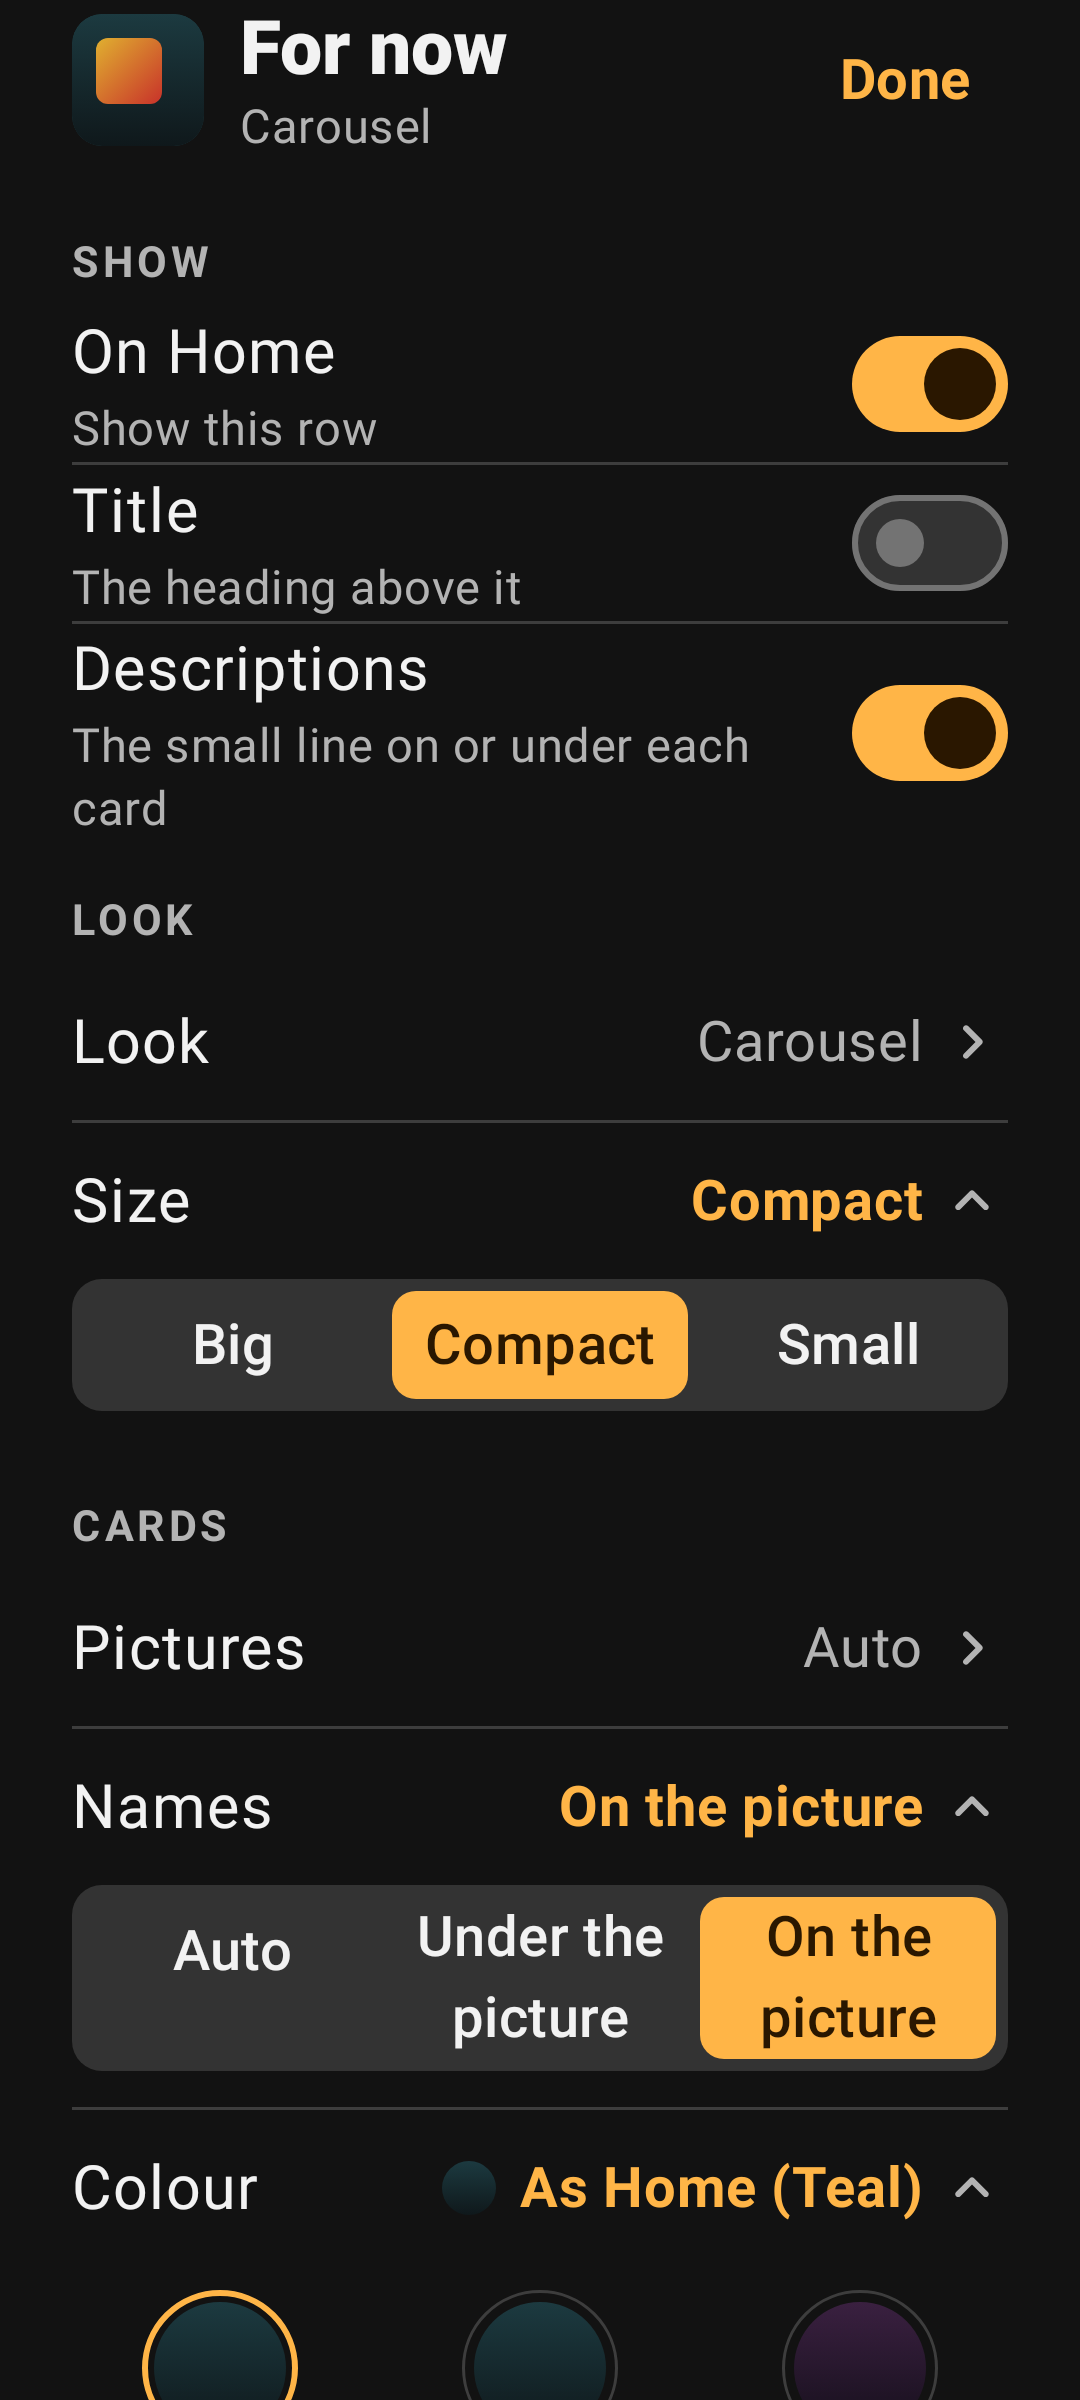 For now
Carousel
Done
SHOW
On Home
Show this row
Title
The heading above it
Descriptions
The small line on or under each
card
LOOK
Look
Carousel
Size
Compact
Big
Compact
Small
CARDS
Pictures
Auto
Names
On the picture
Auto
Under the
picture
On the
picture
Colour
As Home (Teal)